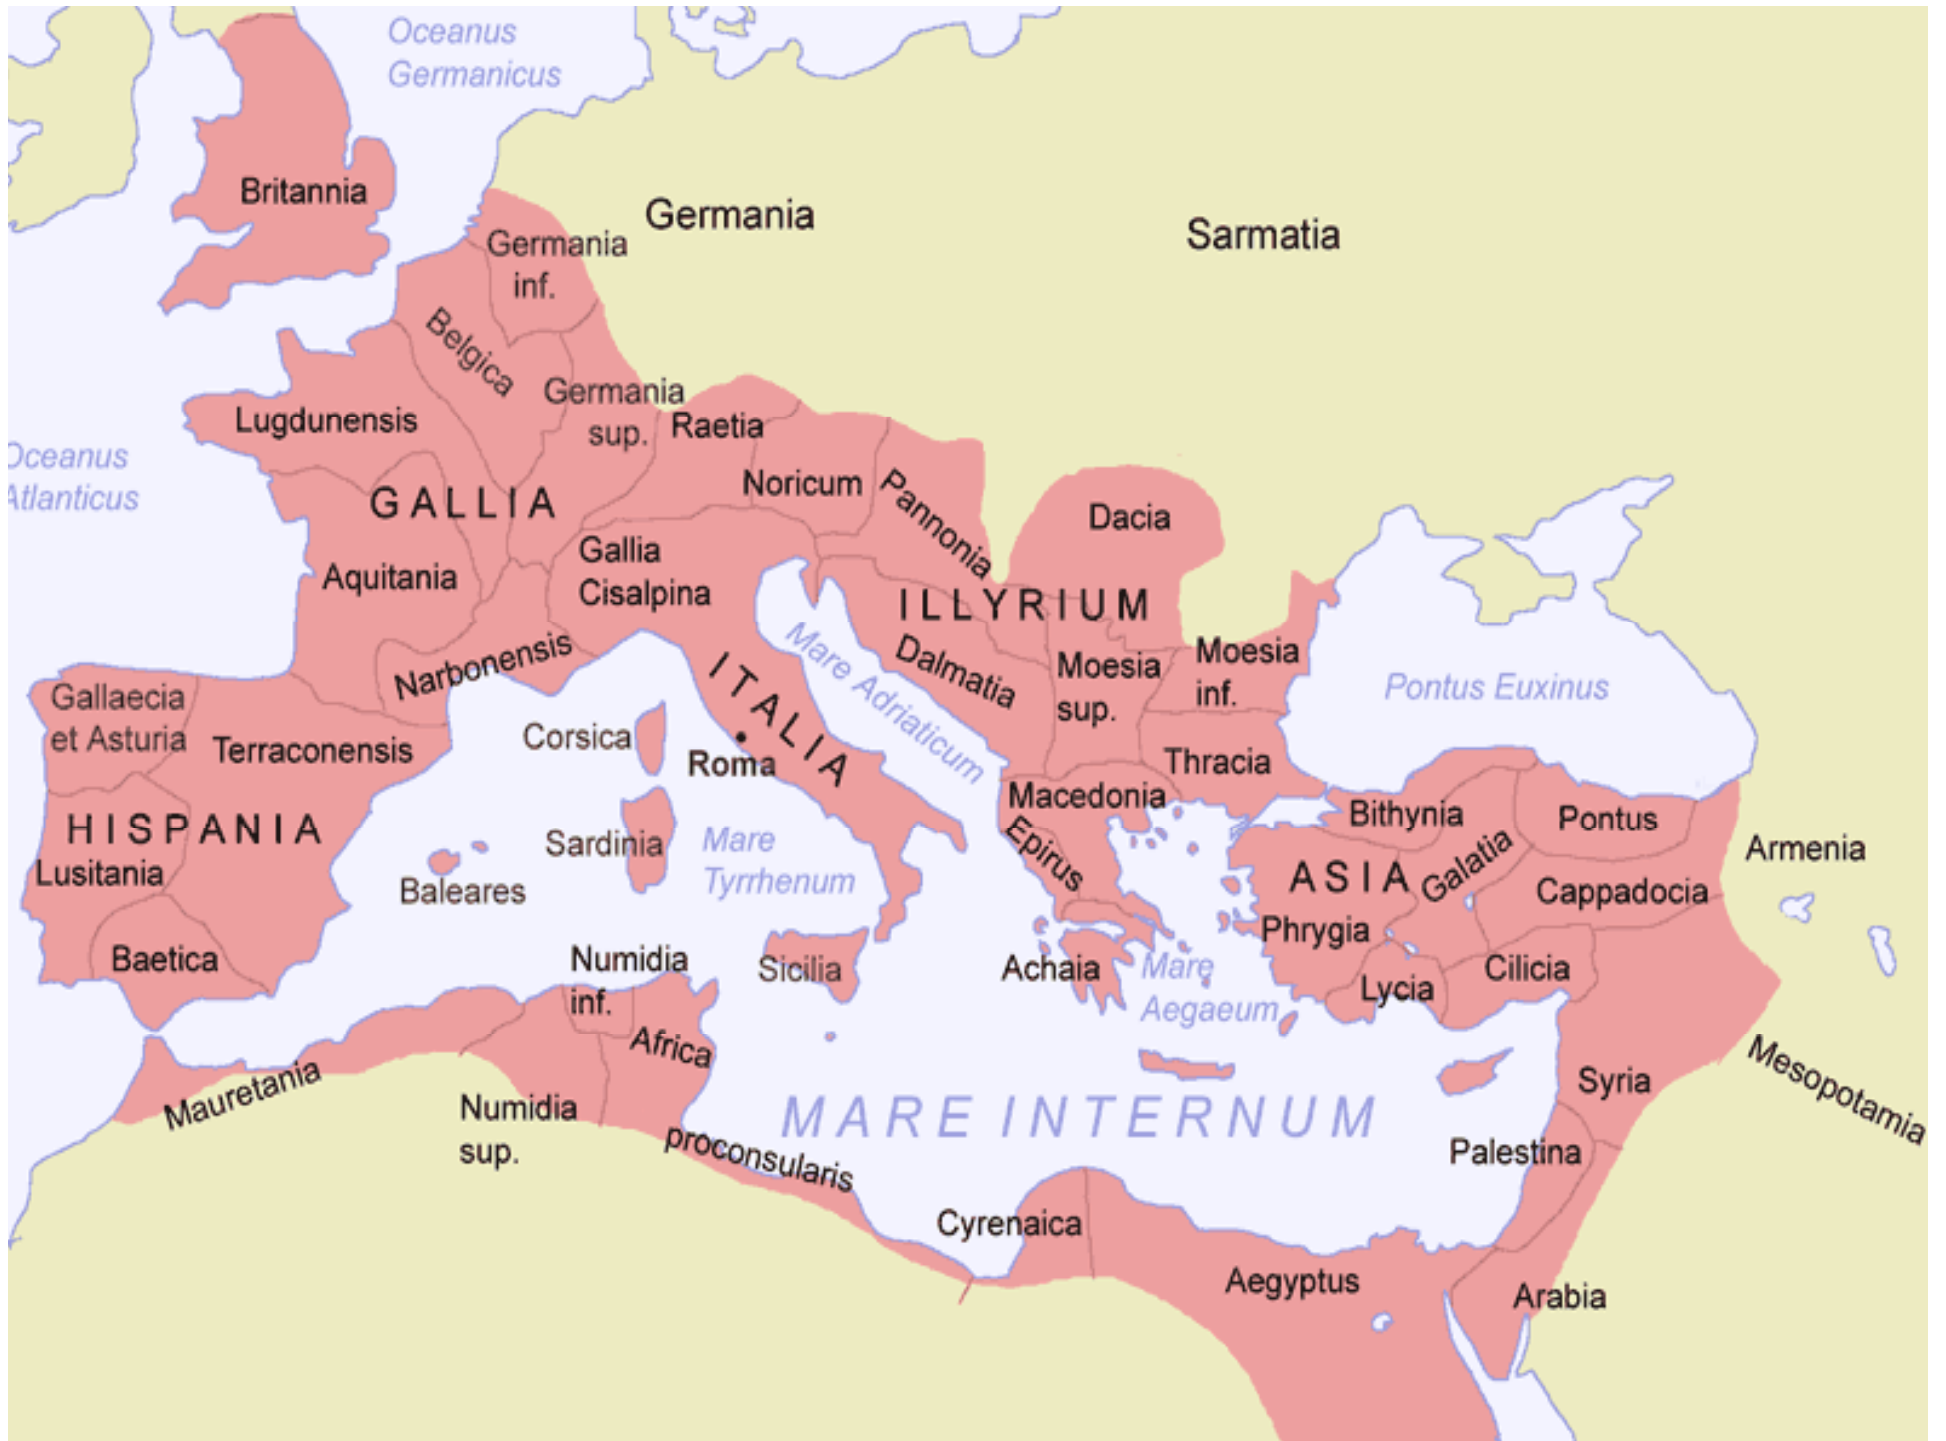 Oceanus
Germanicus
Britannia
Germania
Sarmatia
Germania
inf.
Belgica
Germania
sup.
Lugdunensis
Raetia
Oceanus
Atlanticus
Noricum
Pannonia
GALLIA
Dacia
Gallia
Cisalpina
Aquitania
ILLYRIUM
Mare Adriaticum
Dalmatia
Moesia
sup.
Moesia
inf.
Narbonensis
ITALIA
Pontus Euxinus
Gallaecia
et Asturia
Terraconensis
Corsica
Roma
Thracia
Macedonia
Bithynia
Pontus
HISPANIA
Sardinia
Mare
Tyrrhenum
Epirus
Galatia
Armenia
Lusitania
Baleares
ASIA
Cappadocia
Phrygia
Baetica
Numidia
inf.
Sicilia
Achaia
Mare
Aegaeum
Lycia
Cilicia
Africa
Mauretania
Numidia
sup.
MARE INTERNUM
Syria
Mesopotamia
proconsularis
Palestina
Cyrenaica
Aegyptus
Arabia